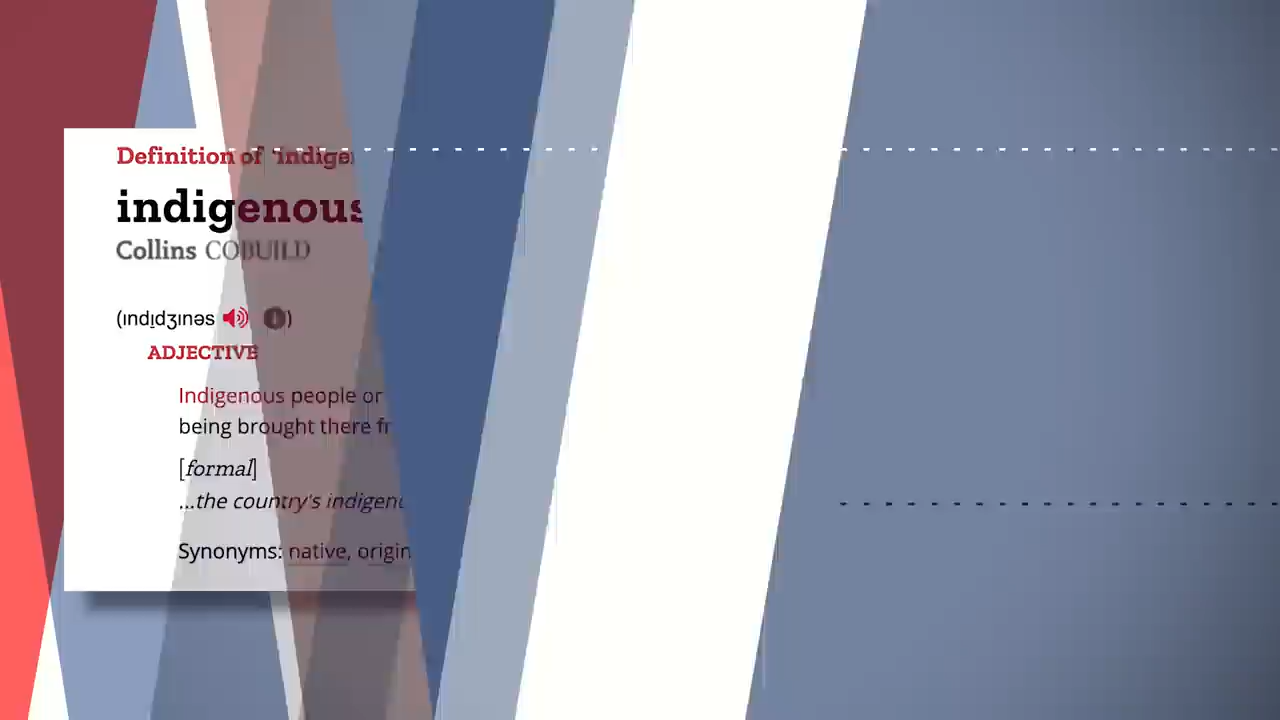 Definition of 'indige
indigenous
Collins COBUILD
(ɪndɪdʒɪnəs)
ADJECTIVE
Indigenous people or
being brought there fr
[formal]
...the country's indigen
Synonyms: native, origin